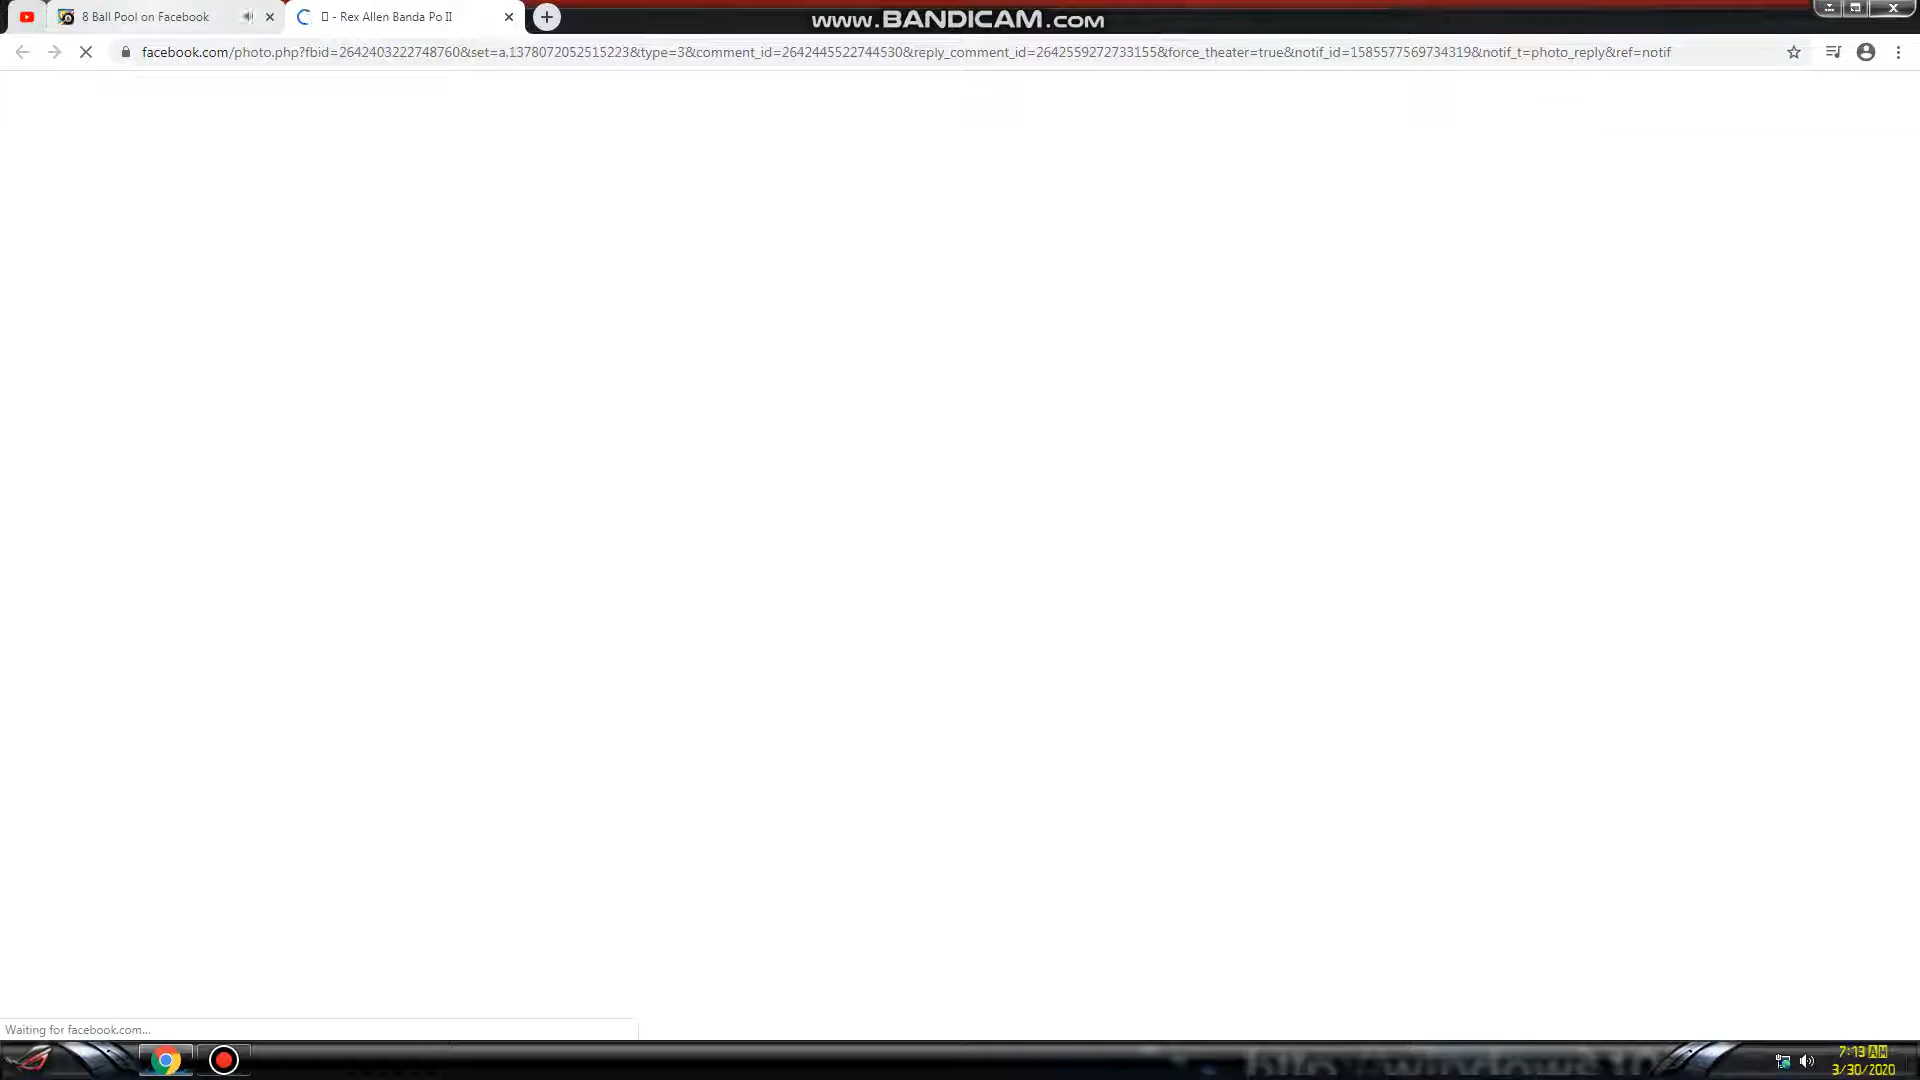 8 Ball Pool on Facebook
- Rex Allen Banda Po II
www.BANDICAM.com
facebook.com/photo.php?fbid=2642403222748760&set=a.1378072052515223&type=3&comment_id=2642445522744530&reply_comment_id=2642559272733155&force_theater=true&notif_id=1585577569734319&notif_t=photo_reply&ref=notif
Waiting for facebook.com...
7:13 AM
3/30/2020